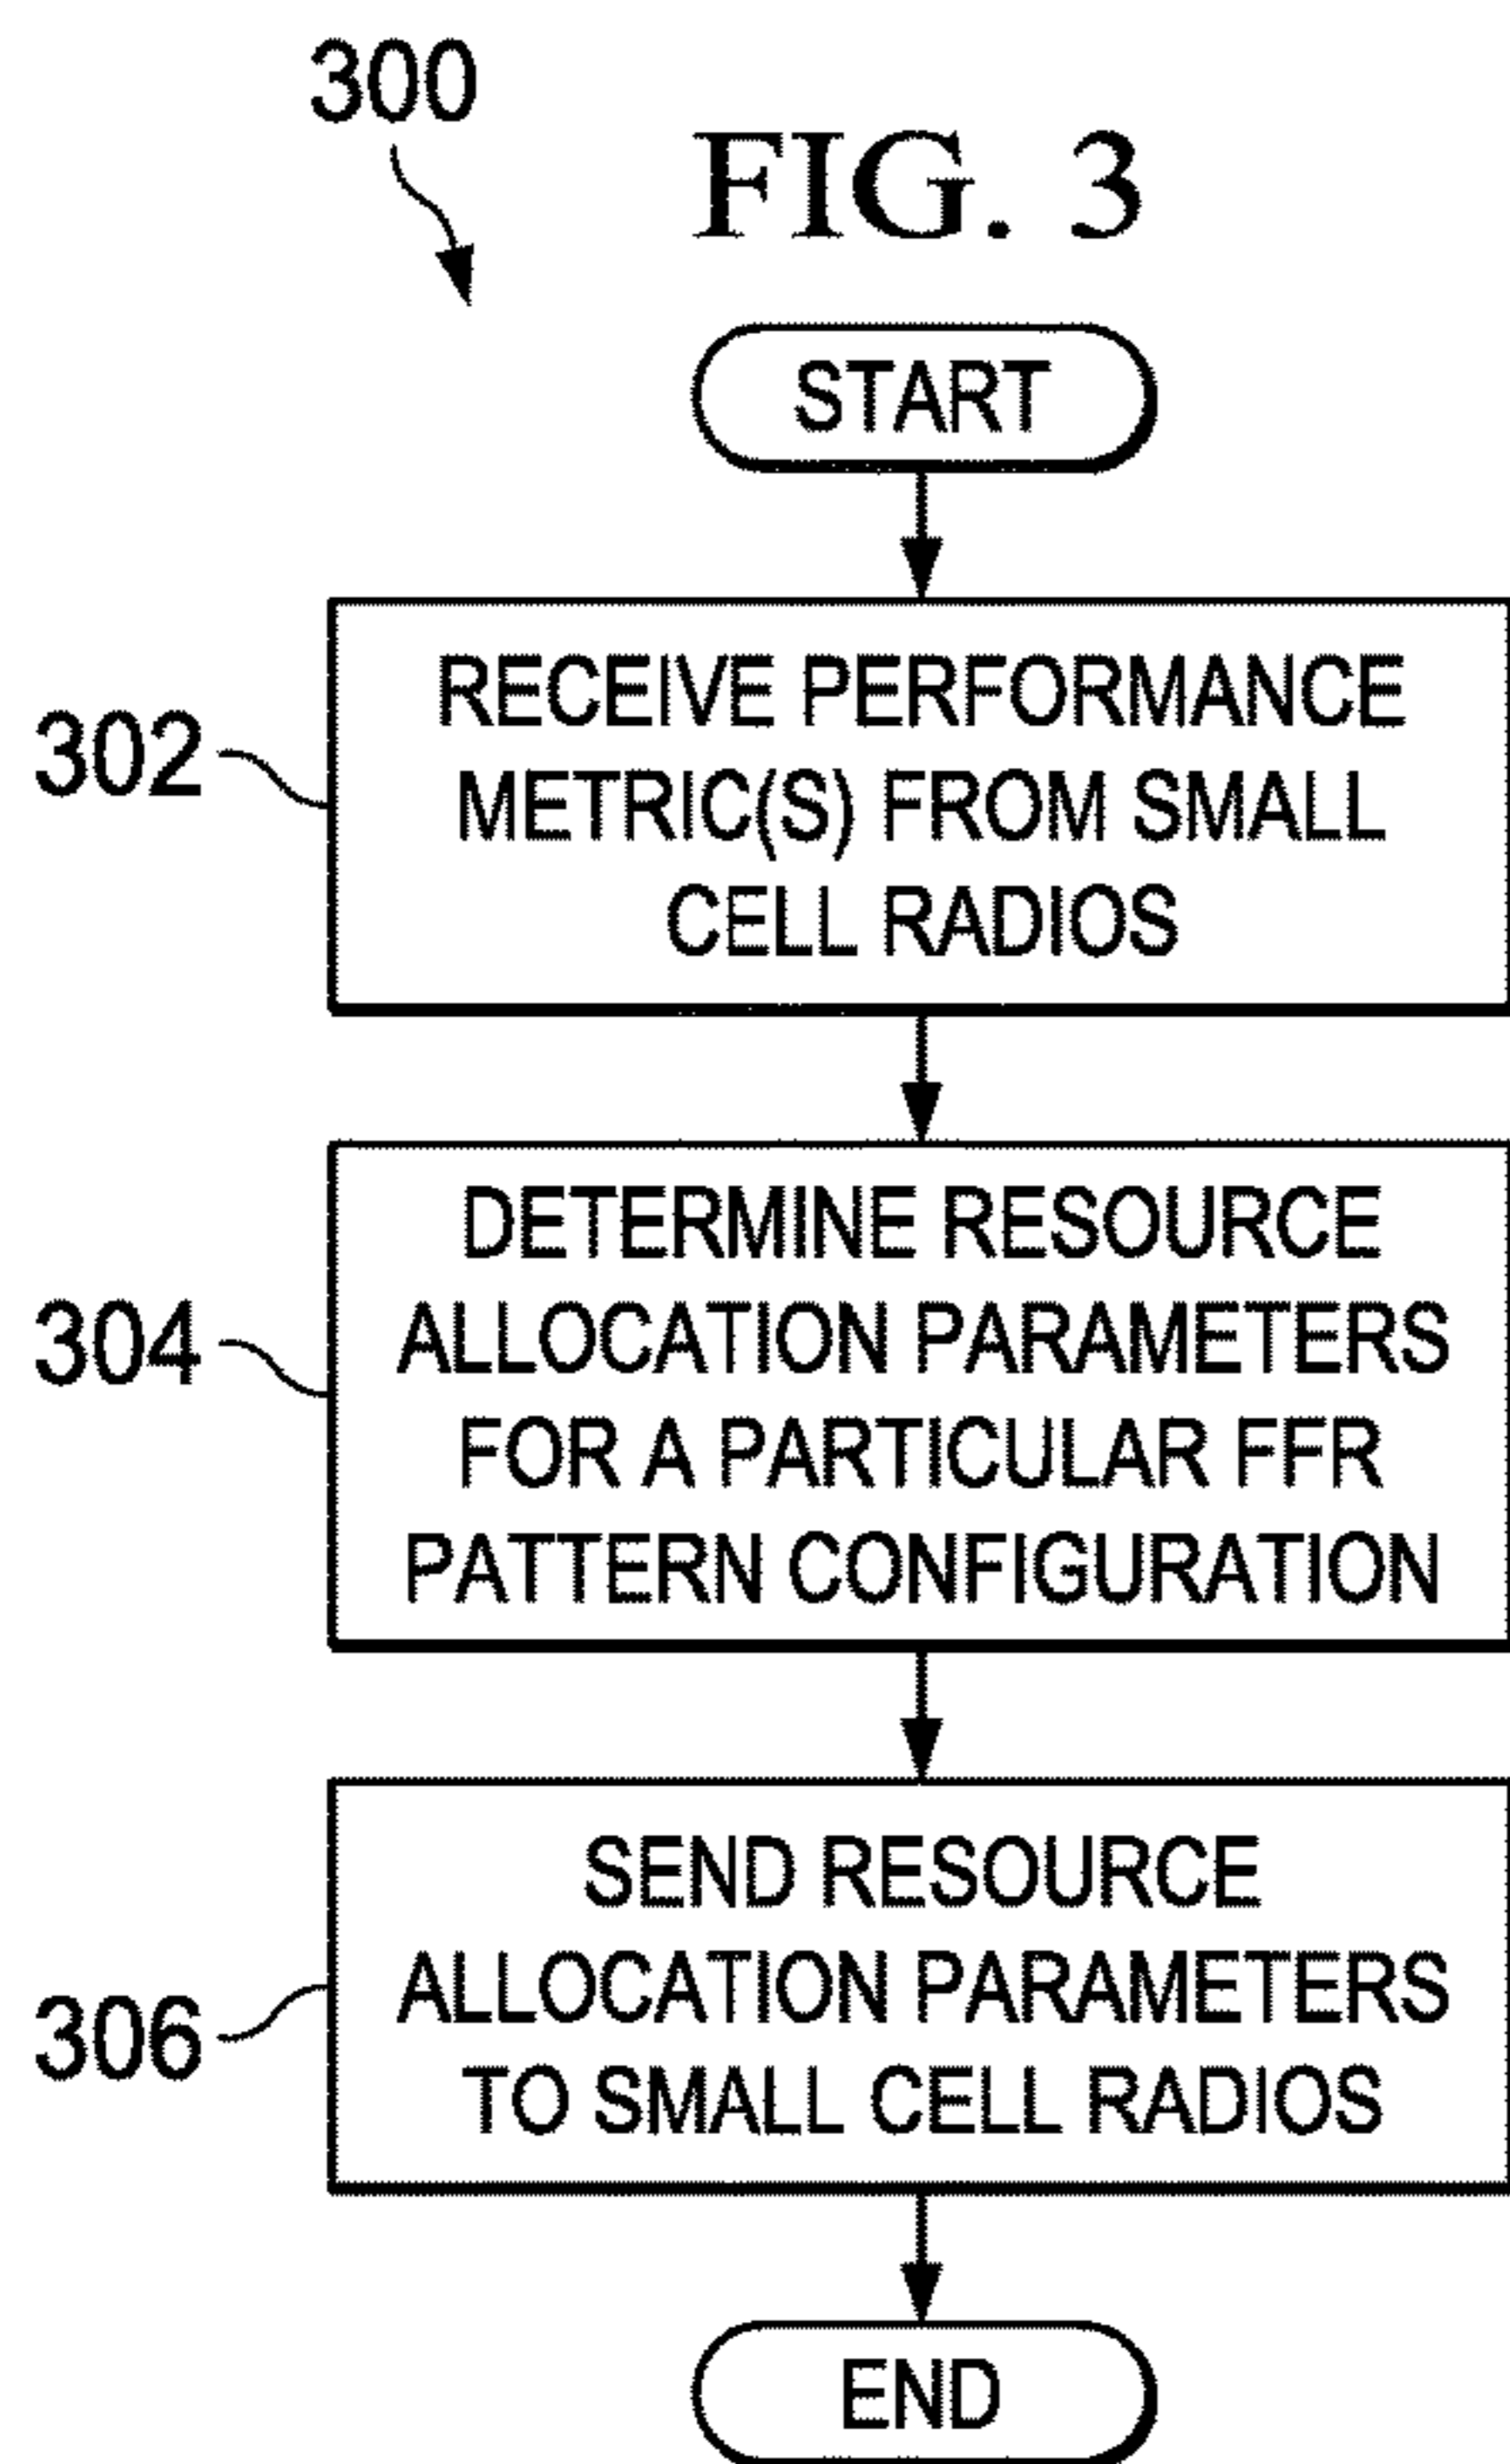 300
FIG. 3
START
302
RECEIVE PERFORMANCE
METRIC(S) FROM SMALL
CELL RADIOS
304
DETERMINE RESOURCE
ALLOCATION PARAMETERS
FOR A PARTICULAR FFR
PATTERN CONFIGURATION
306
SEND RESOURCE
ALLOCATION PARAMETERS
TO SMALL CELL RADIOS
END